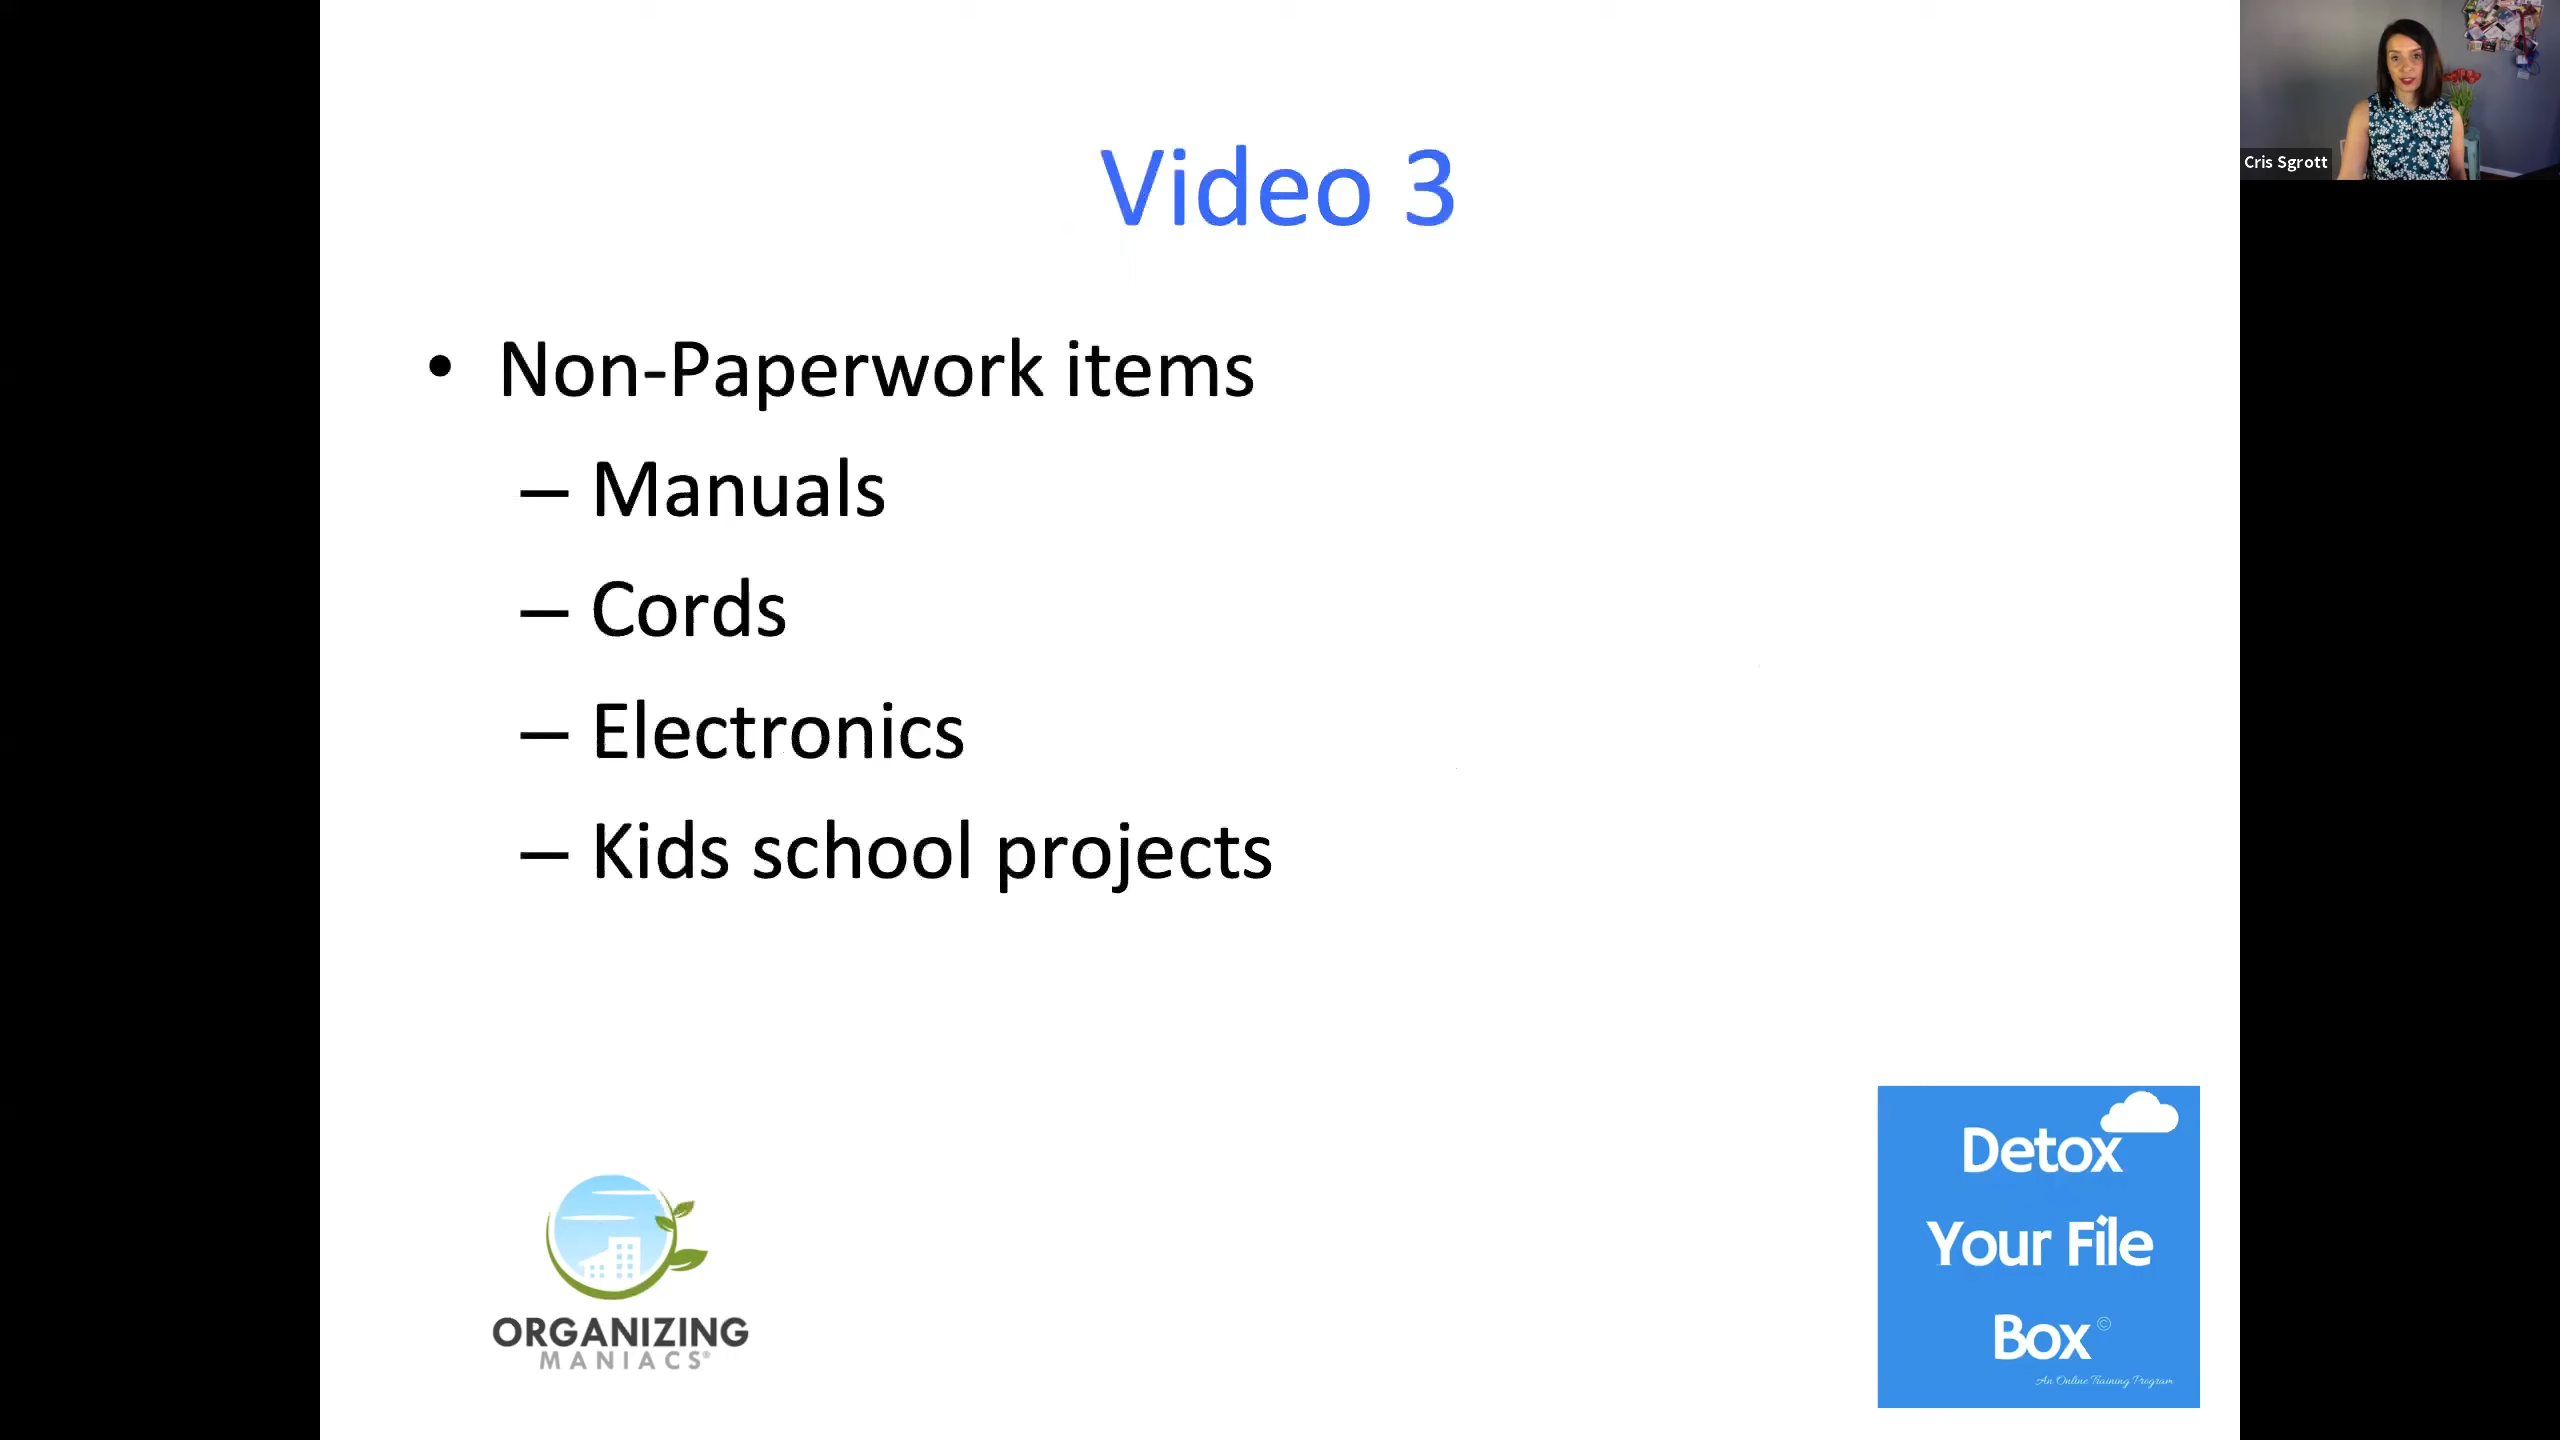 Video 3
Cris Sgrott
• Non-Paperwork items
– Manuals
– Cords
– Electronics
– Kids school projects
ORGANIZING
MANIACS®
Detox
Your File
Box©
An Online Training Program